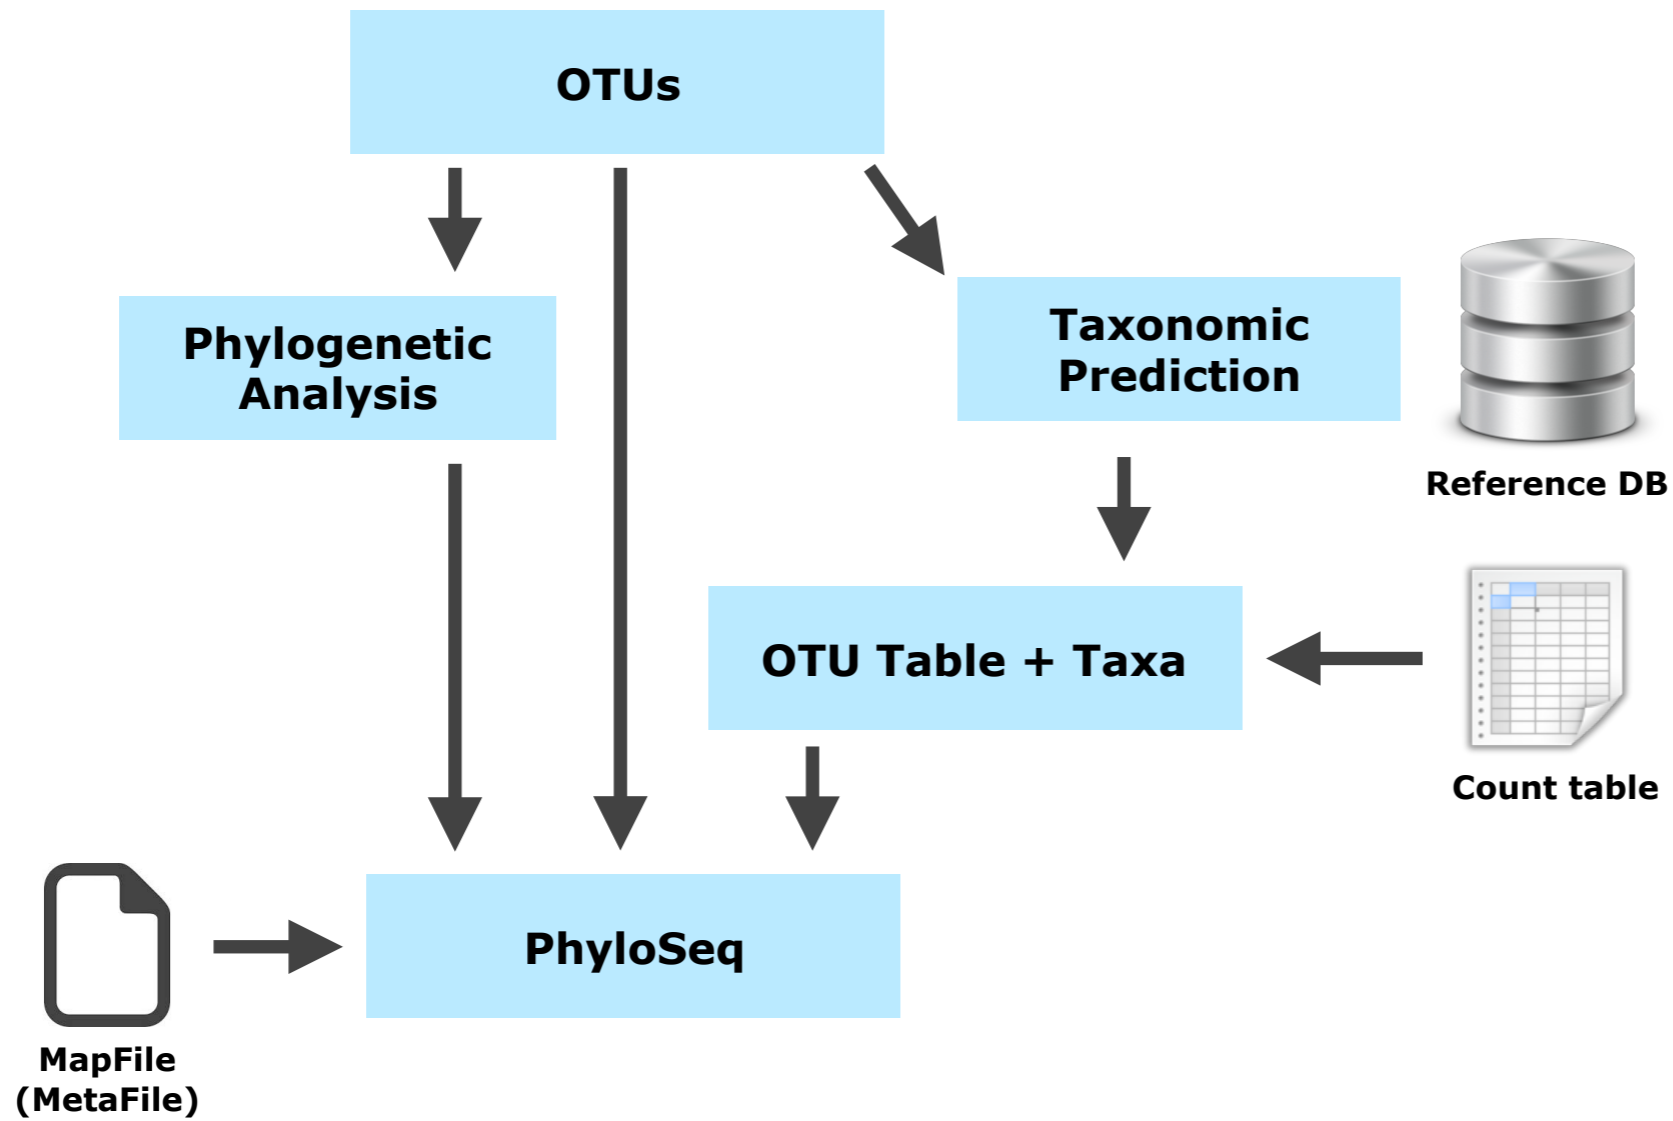 OTUs
Phylogenetic
Analysis
Taxonomic
Prediction
Reference DB
OTU Table + Taxa
Count table
PhyloSeq
MapFile
(MetaFile)